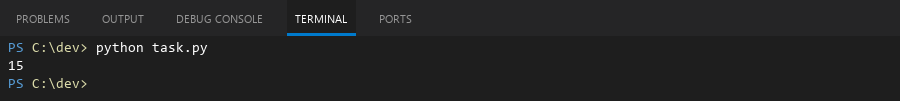 PROBLEMS OUTPUT DEBUG CONSOLE TERMINAL PORTS
PS C:\dev> python task.py
15
PS C:\dev>